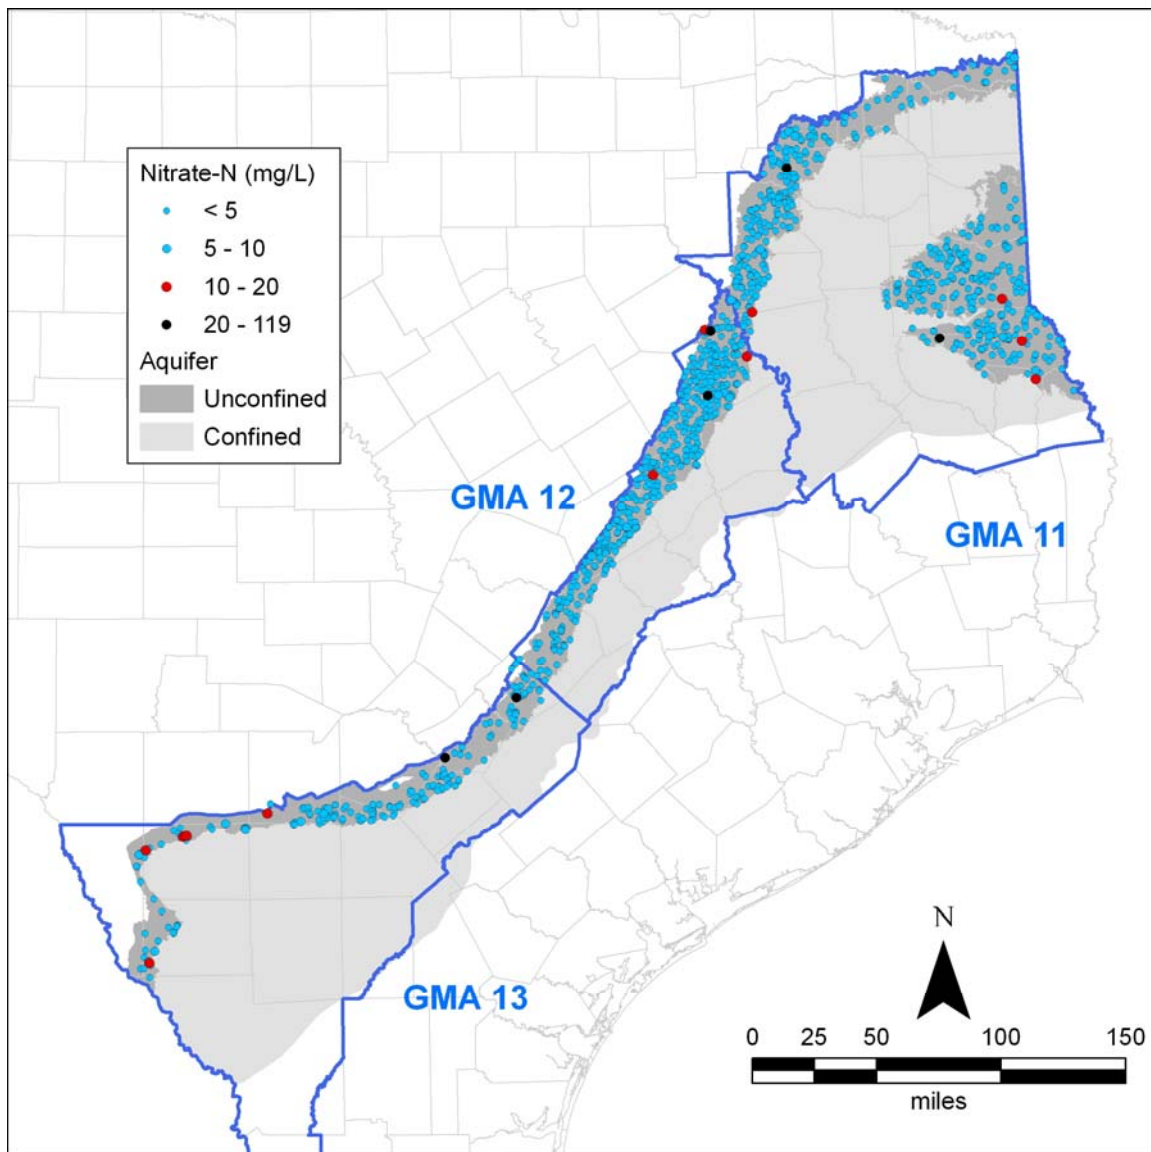 Nitrate-N (mg/L)
< 5
5 - 10
10 - 20
20 - 119
Aquifer
Unconfined
Confined
GMA 12
GMA 11
GMA 13
N
0 25 50 100 150
miles